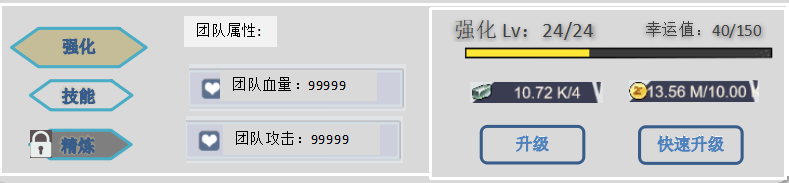 强化
技能
精炼
团队属性:
团队血量：99999
团队攻击：99999
强化 Lv：24/24
幸运值：40/150
10.72 K/4
13.56 M/10.00
升级
快速升级